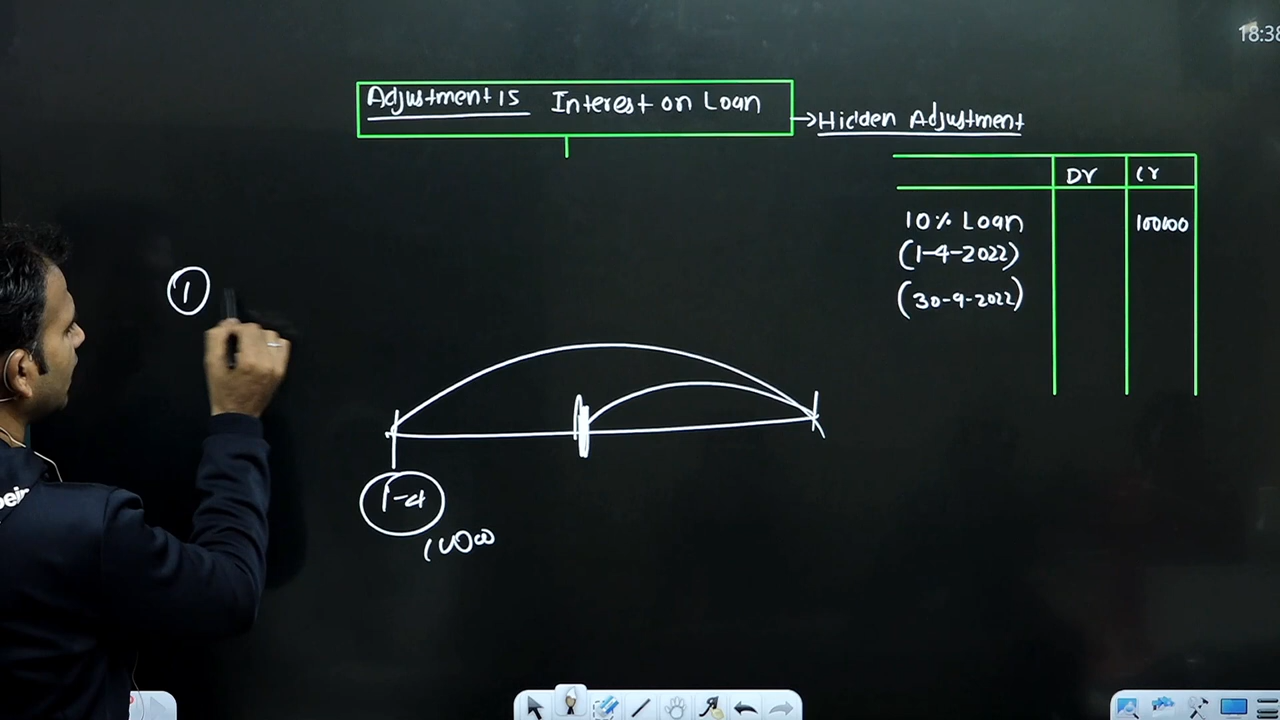 18:38
Adjustment 15 Interest on Loan
→ Hidden Adjustment
Dr Cr
10% Loan 100000
(1-4-2022)
(30-9-2022)
1
1-4